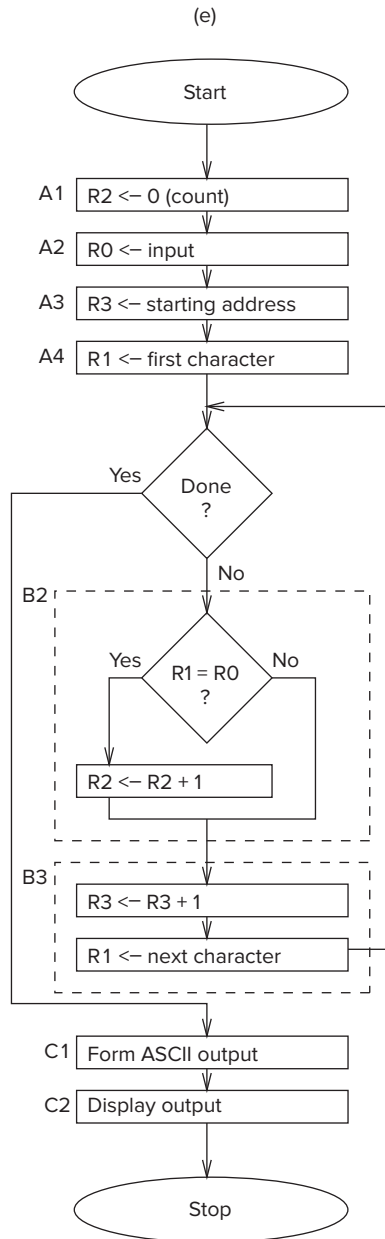 (e)
Start
A1 R2 <– 0 (count)
A2 R0 <– input
A3 R3 <– starting address
A4 R1 <– first character
Yes Done
?
No
B2
Yes R1 = R0 No
?
R2 <– R2 + 1
B3
R3 <– R3 + 1
R1 <– next character
C1 Form ASCII output
C2 Display output
Stop